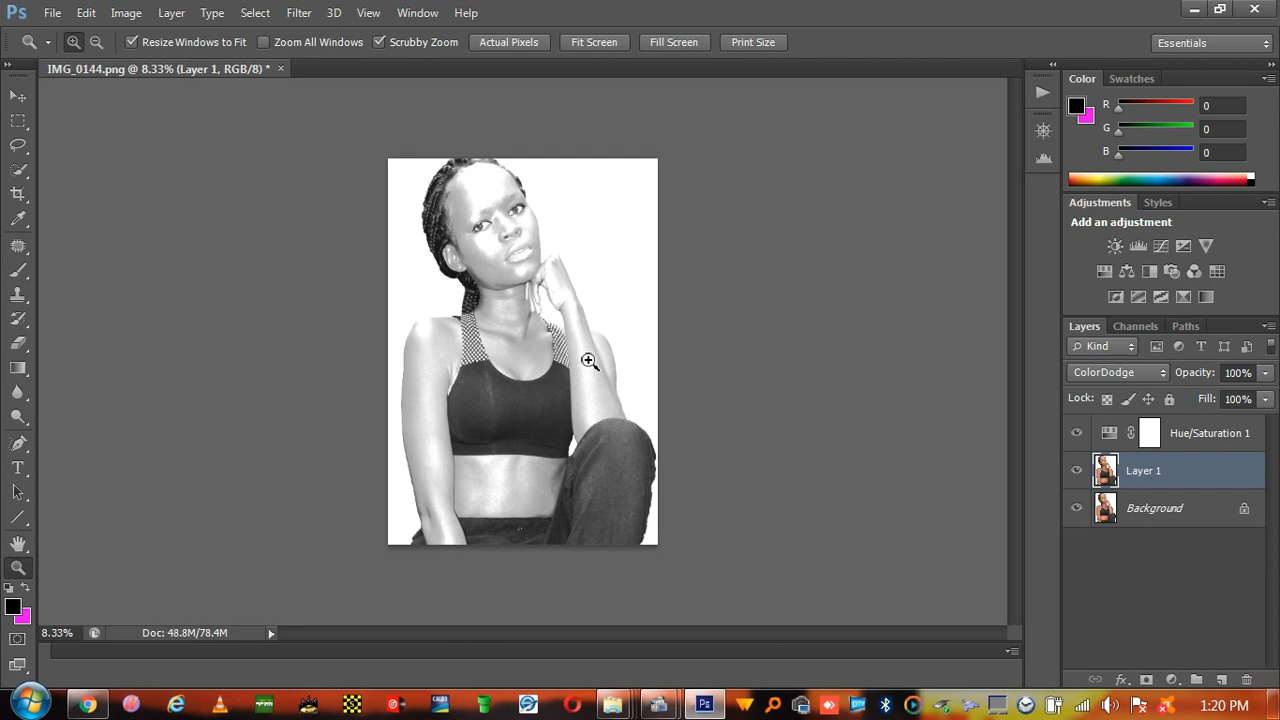 Ps File Edit Image Layer Type Select Filter 3D View Window Help
Resize Windows to Fit Zoom All Windows Scrubby Zoom Actual Pixels Fit Screen Fill Screen Print Size Essentials
IMG_0144.png @ 8.33% (Layer 1, RGB/8) *
Color Swatches
R 0
G 0
B 0
Adjustments Styles
Add an adjustment
Layers Channels Paths
Kind
ColorDodge Opacity: 100%
Lock: Fill: 100%
Hue/Saturation 1
Layer 1
Background
8.33% Doc: 48.8M/78.4M
Ps 1:20 PM